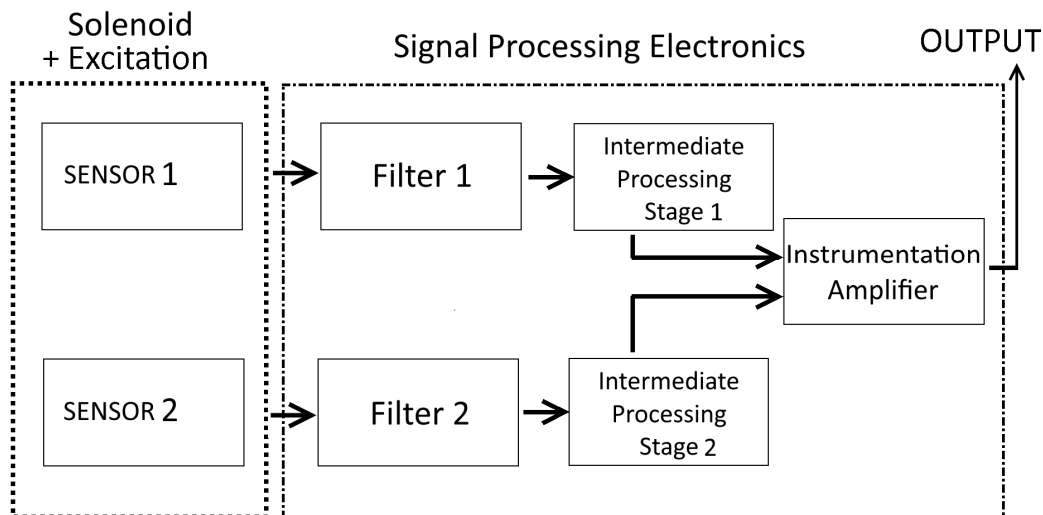 Solenoid
+ Excitation
Signal Processing Electronics
OUTPUT
SENSOR 1
Filter 1
Intermediate
Processing
Stage 1
Instrumentation
Amplifier
SENSOR 2
Filter 2
Intermediate
Processing
Stage 2